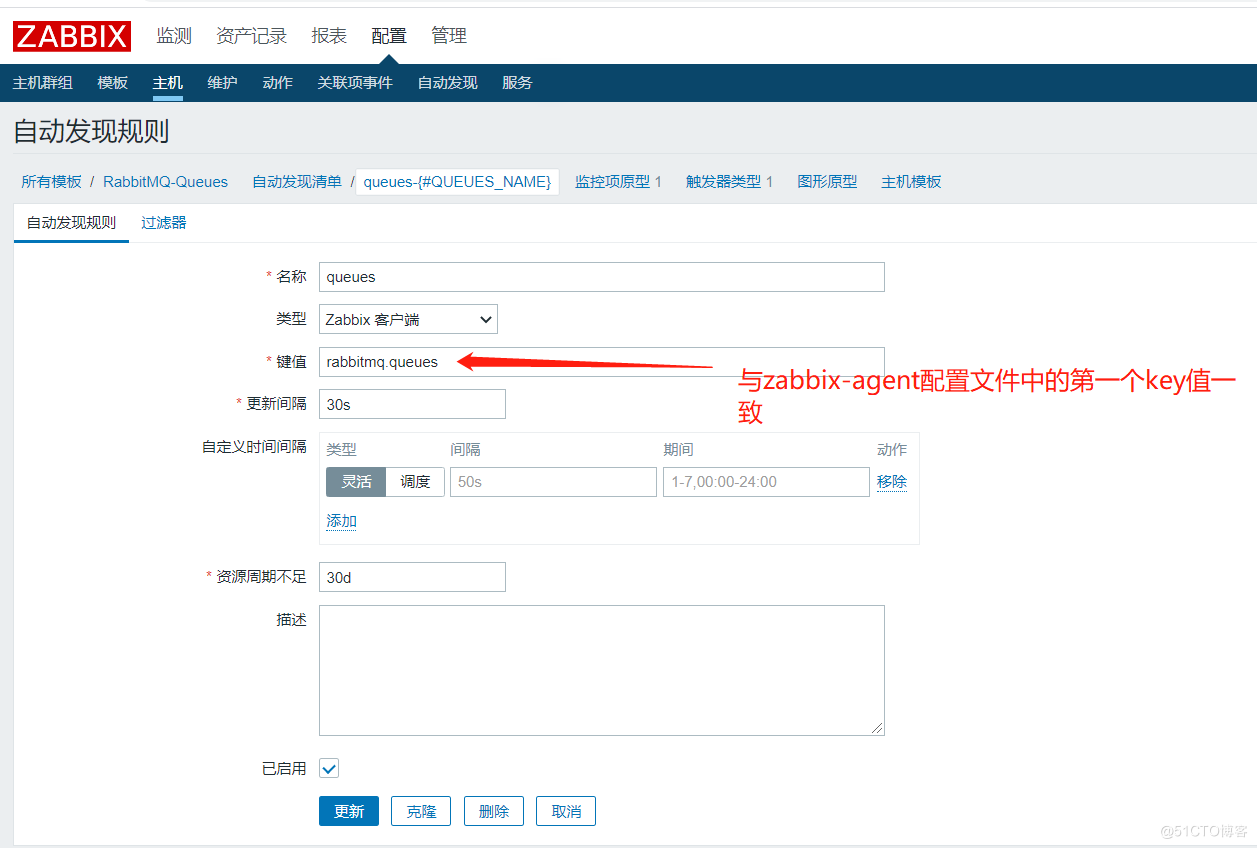 ZABBIX 监测 资产记录 报表 配置 管理
主机群组 模板 主机 维护 动作 关联项事件 自动发现 服务
自动发现规则
所有模板 / RabbitMQ-Queues 自动发现清单 / queues-{#QUEUES_NAME} 监控项原型 1 触发器类型 1 图形原型 主机模板
自动发现规则 过滤器
* 名称 queues
类型 Zabbix 客户端
* 键值 rabbitmq.queues
与zabbix-agent配置文件中的第一个key值一
致
* 更新间隔 30s
自定义时间间隔 类型 间隔 期间 动作
灵活 调度 50s 1-7,00:00-24:00 移除
添加
* 资源周期不足 30d
描述
已启用
更新 克隆 删除 取消
@51CTO博客